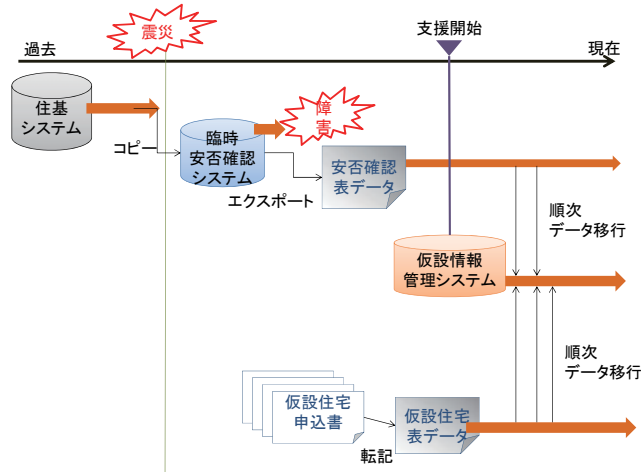 震災
支援開始
過去
現在
住基
システム
障
害
コピー
臨時
安否確認
システム
エクスポート
安否確認
表データ
順次
データ移行
仮設情報
管理システム
順次
データ移行
仮設住宅
申込書
転記
仮設住宅
表データ